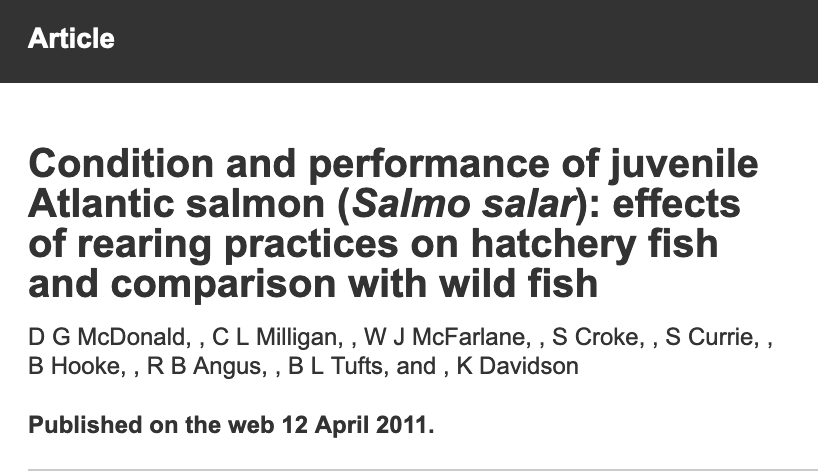 Article
Condition and performance of juvenile
Atlantic salmon (Salmo salar): effects
of rearing practices on hatchery fish
and comparison with wild fish
D G McDonald, , C L Milligan, , W J McFarlane, , S Croke, , S Currie, ,
B Hooke, , R B Angus, , B L Tufts, and , K Davidson
Published on the web 12 April 2011.